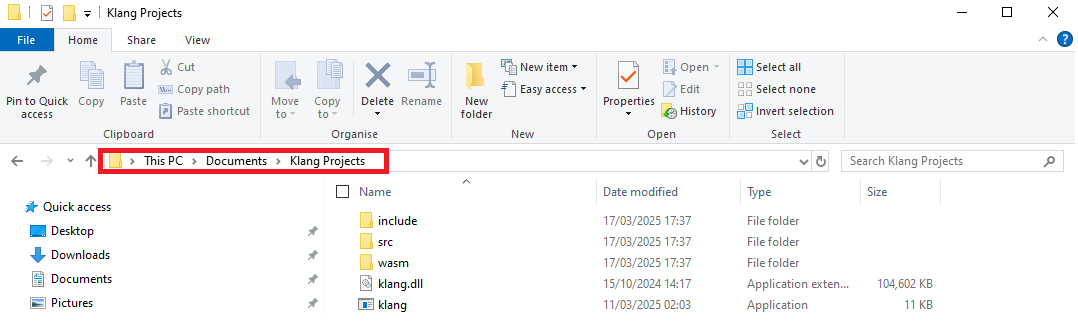 Klang Projects
File Home Share View
Pin to Quick access
Copy
Paste
Cut
Copy path
Paste shortcut
Clipboard
Move to
Copy to
Delete
Rename
Organise
New folder
New item
Easy access
New
Properties
Open
Edit
History
Open
Select all
Select none
Invert selection
Select
This PC > Documents > Klang Projects
Search Klang Projects
Quick access
Desktop
Downloads
Documents
Pictures
Name Date modified Type Size
include 17/03/2025 17:37 File folder
src 17/03/2025 17:37 File folder
wasm 17/03/2025 17:37 File folder
klang.dll 15/10/2024 14:17 Application exten... 104,602 KB
klang 11/03/2025 02:03 Application 11 KB